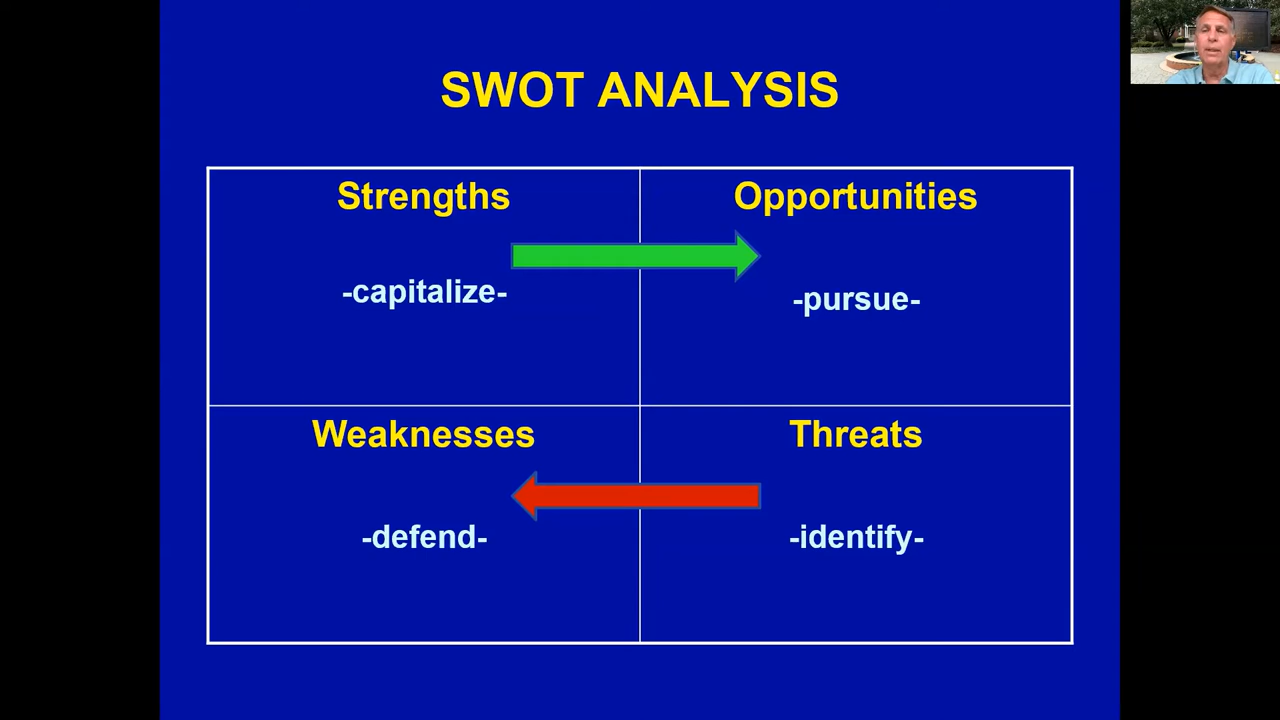 SWOT ANALYSIS
Strengths
-capitalize-
Opportunities
-pursue-
Weaknesses
-defend-
Threats
-identify-